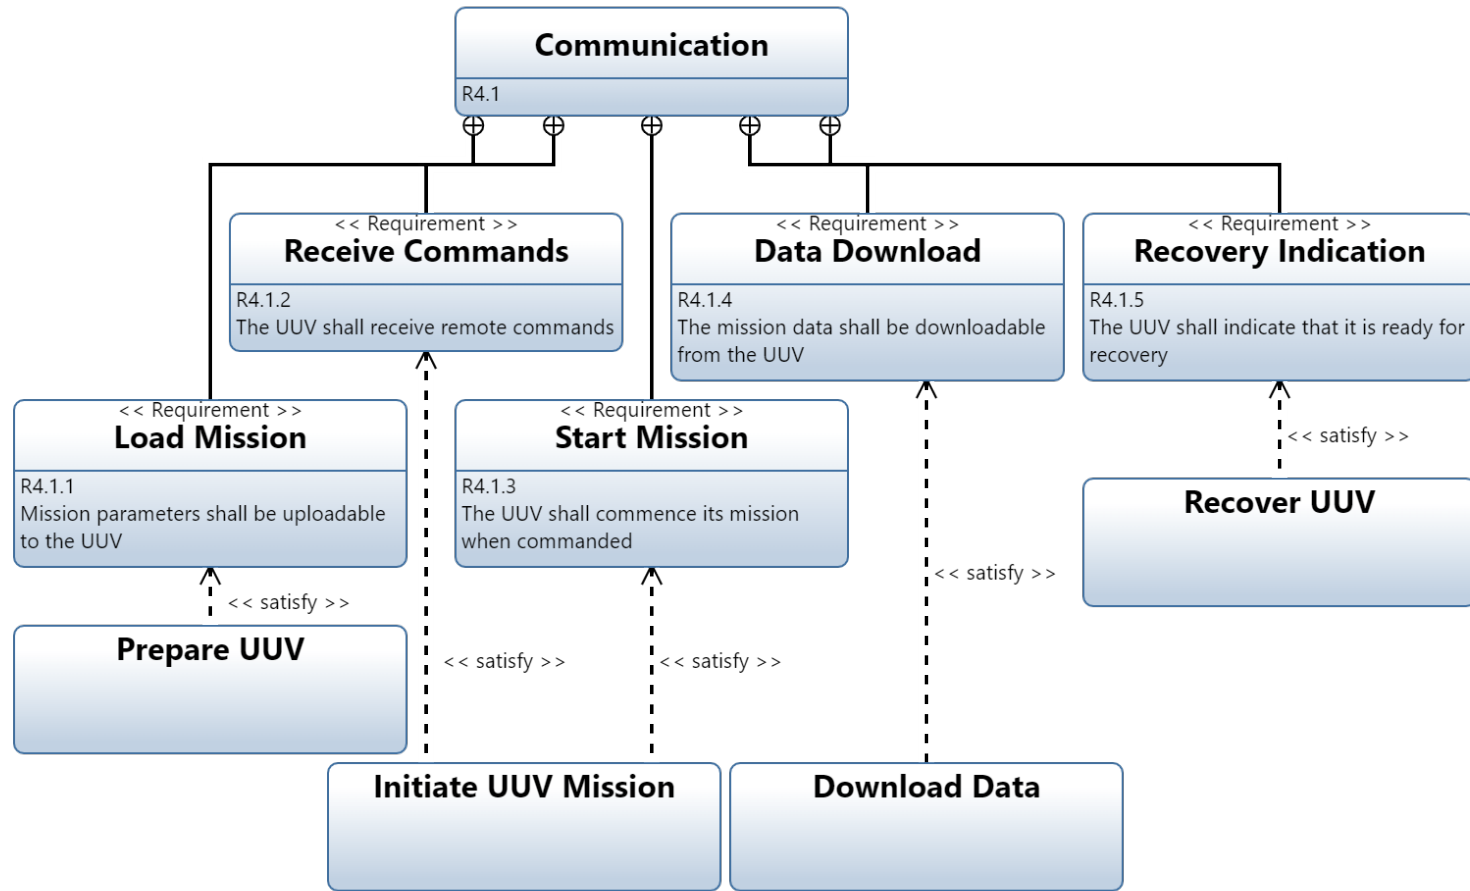 Communication
R4.1
<< Requirement >>
Receive Commands
R4.1.2
The UUV shall receive remote commands
<< Requirement >>
Data Download
R4.1.4
The mission data shall be downloadable
from the UUV
<< Requirement >>
Recovery Indication
R4.1.5
The UUV shall indicate that it is ready for
recovery
<< Requirement >>
Load Mission
R4.1.1
Mission parameters shall be uploadable
to the UUV
<< Requirement >>
Start Mission
R4.1.3
The UUV shall commence its mission
when commanded
<< satisfy >>
Recover UUV
<< satisfy >>
<< satisfy >>
Prepare UUV
<< satisfy >>
<< satisfy >>
Initiate UUV Mission
Download Data